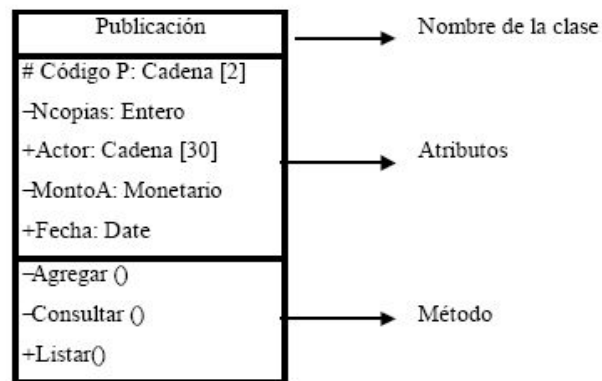 Publicación
Nombre de la clase
# Código P: Cadena [2]
–Ncopias: Entero
+Actor: Cadena [30]
Atributos
–MontoA: Monetario
+Fecha: Date
–Agregar ()
–Consultar ()
Método
+Listar()